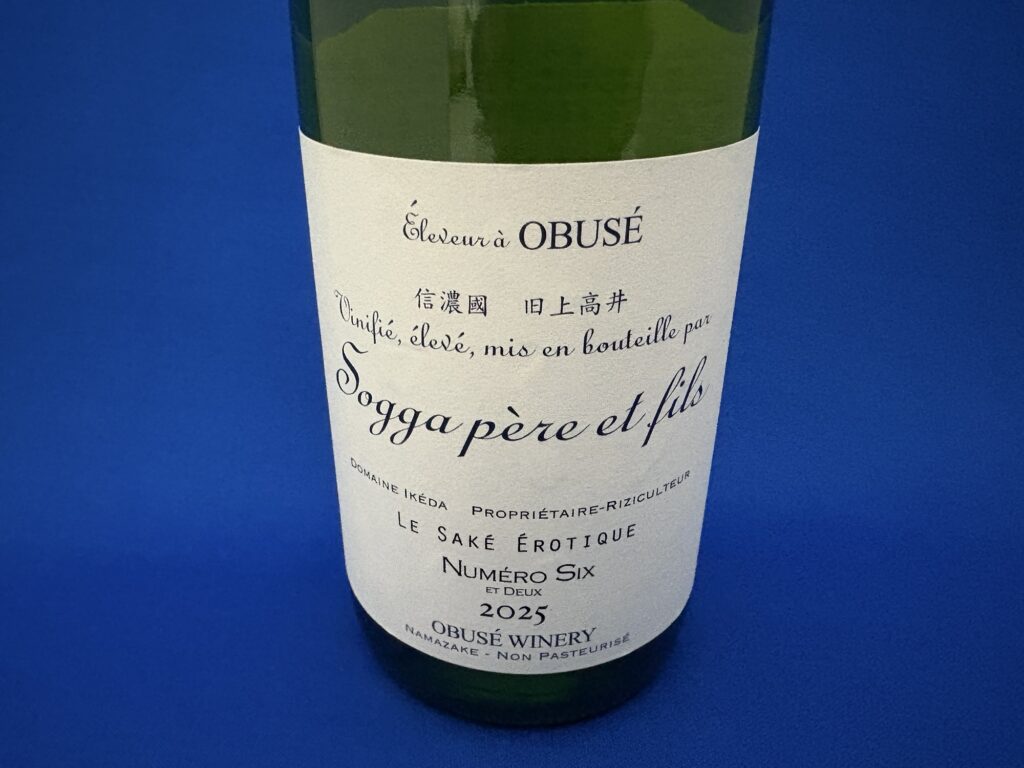 Éleveur à OBUSÉ
信濃國 旧上高井
Vinifié, élevé, mis en bouteille par
Sogga père et fils
DOMAINE IKÉDA PROPRIÉTAIRE-RIZICULTEUR
LE SAKÉ ÉROTIQUE
NUMÉRO SIX
ET DEUX
2025
OBUSÉ WINERY
NAMAZAKE - NON PASTEURISÉ